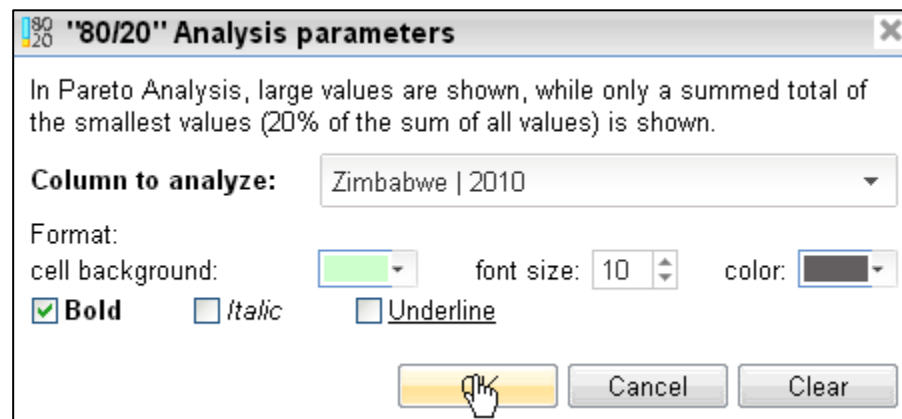 80
20 "80/20" Analysis parameters
In Pareto Analysis, large values are shown, while only a summed total of
the smallest values (20% of the sum of all values) is shown.
Column to analyze: Zimbabwe | 2010
Format:
cell background: font size: 10 color:
Bold Italic Underline
Cancel Clear